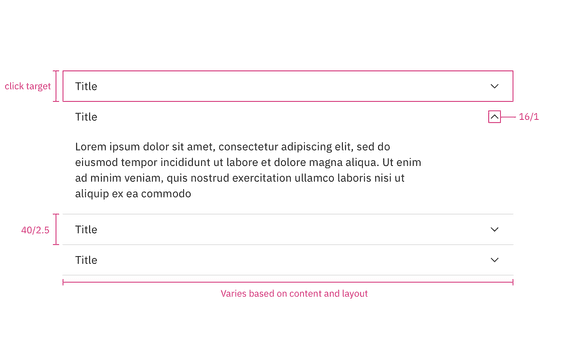 click target
Title
Title
16/1
Lorem ipsum dolor sit amet, consectetur adipiscing elit, sed do
eiusmod tempor incididunt ut labore et dolore magna aliqua. Ut enim
ad minim veniam, quis nostrud exercitation ullamco laboris nisi ut
aliquip ex ea commodo
40/2.5
Title
Title
Varies based on content and layout